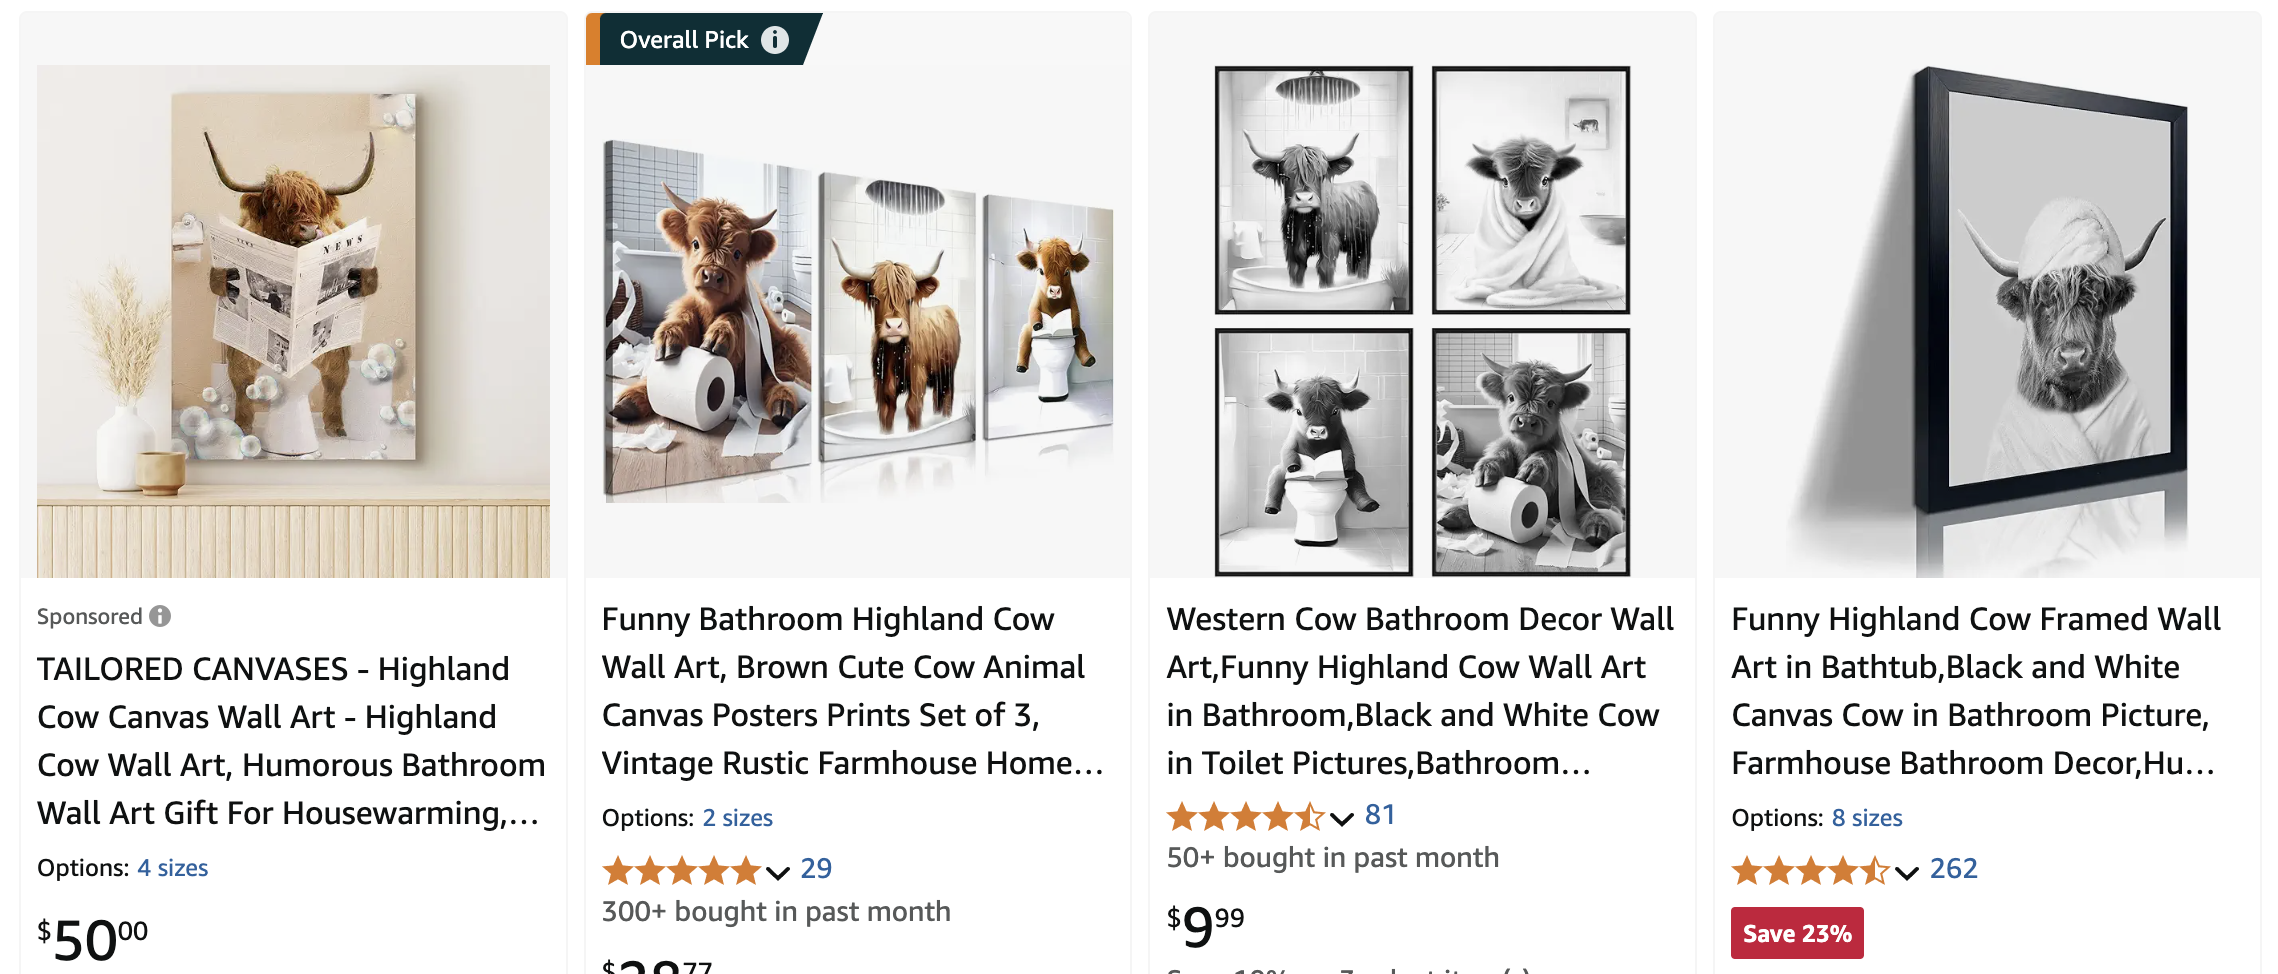 Overall Pick
NEWS
Sponsored
TAILORED CANVASES - Highland
Cow Canvas Wall Art - Highland
Cow Wall Art, Humorous Bathroom
Wall Art Gift For Housewarming,...
Options: 4 sizes
$50.00
Funny Bathroom Highland Cow
Wall Art, Brown Cute Cow Animal
Canvas Posters Prints Set of 3,
Vintage Rustic Farmhouse Home...
Options: 2 sizes
29
300+ bought in past month
Western Cow Bathroom Decor Wall
Art,Funny Highland Cow Wall Art
in Bathroom,Black and White Cow
in Toilet Pictures,Bathroom...
81
50+ bought in past month
$9.99
Funny Highland Cow Framed Wall
Art in Bathtub,Black and White
Canvas Cow in Bathroom Picture,
Farmhouse Bathroom Decor,Hu...
Options: 8 sizes
262
Save 23%